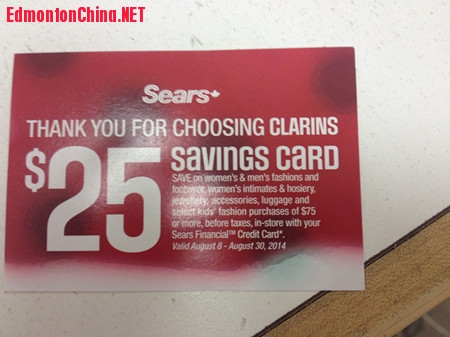 EdmontonChina.NET
Sears
THANK YOU FOR CHOOSING CLARINS
$25
SAVINGS CARD
SAVE on women's & men's fashions and
footwear, women's intimates & hosiery,
jewellery, accessories, luggage and
select kids' fashion purchases of $75
or more, before taxes, in-store with your
Sears Financial™ Credit Card*.
Valid August 8 - August 30, 2014